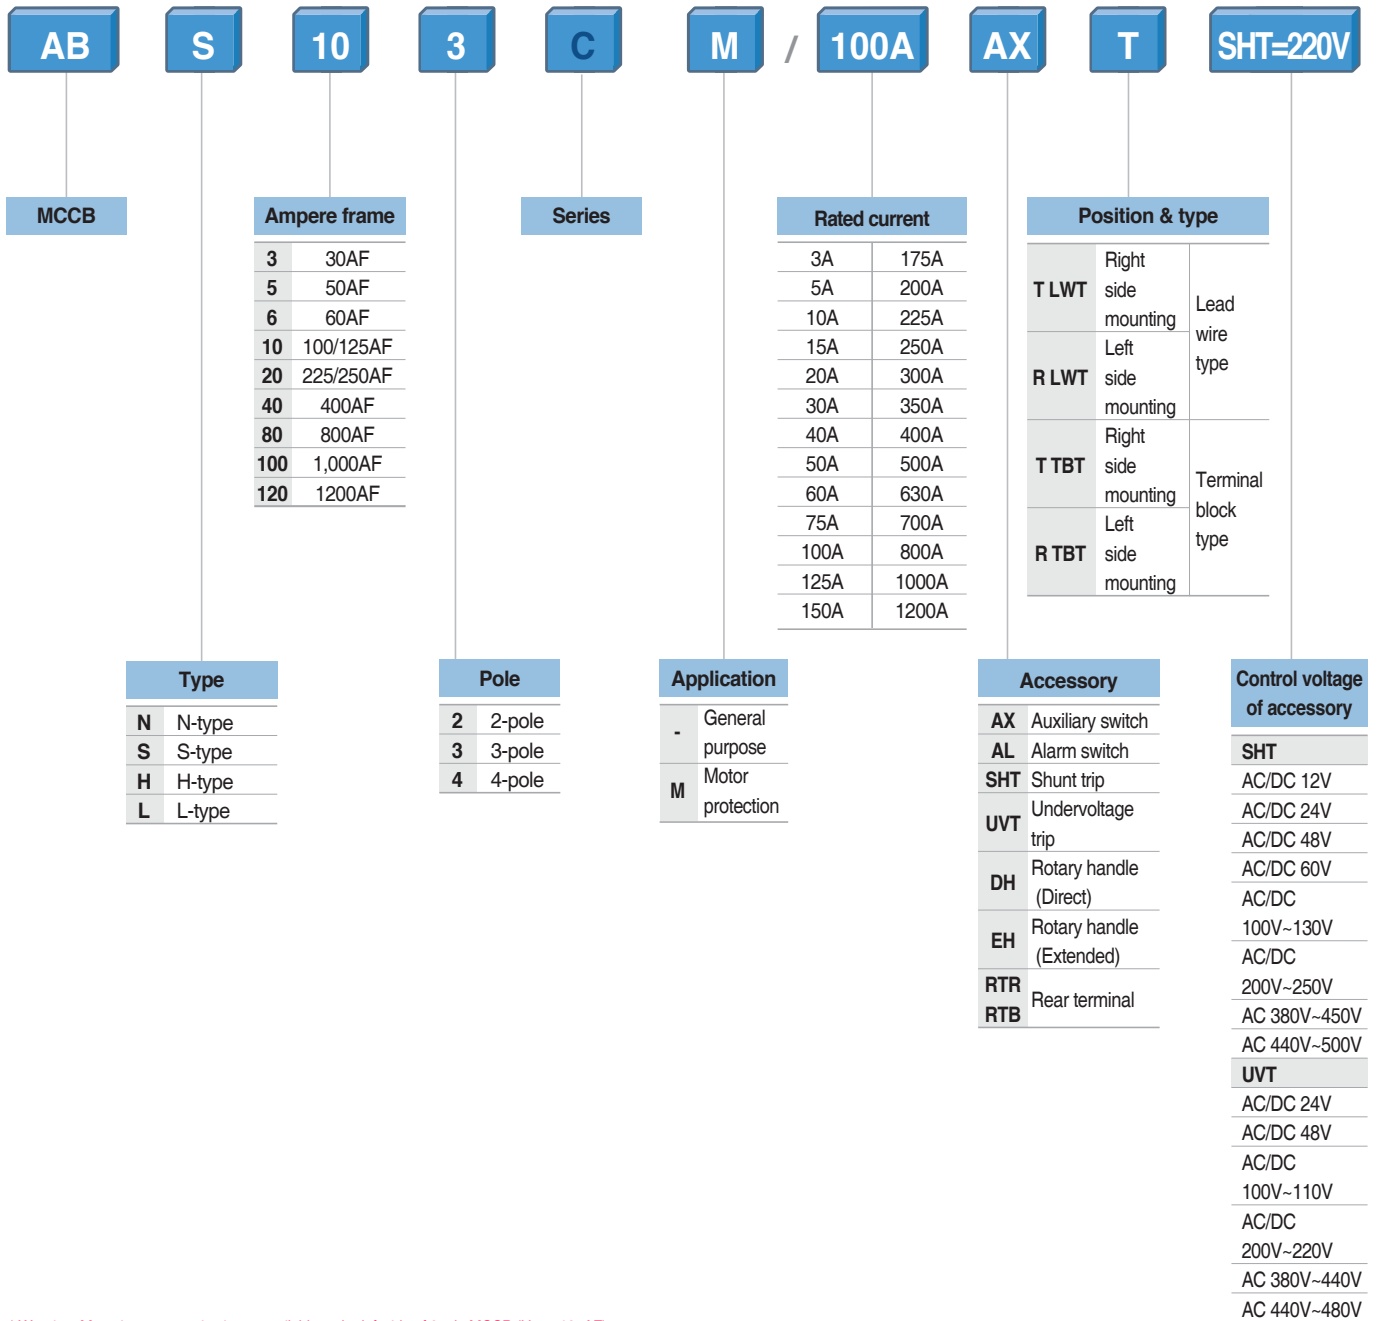 AB S 10 3 C M / 100A AX T SHT=220V
MCCB
Ampere frame
3 30AF
5 50AF
6 60AF
10 100/125AF
20 225/250AF
40 400AF
80 800AF
100 1,000AF
120 1200AF
Series
Rated current
3A 175A
5A 200A
10A 225A
15A 250A
20A 300A
30A 350A
40A 400A
50A 500A
60A 630A
75A 700A
100A 800A
125A 1000A
150A 1200A
Position & type
T LWT
Right
side
mounting
R LWT
Left
side
mounting
Lead
wire
type
T TBT
Right
side
mounting
R TBT
Left
side
mounting
Terminal
block
type
Type
N N-type
S S-type
H H-type
L L-type
Pole
2 2-pole
3 3-pole
4 4-pole
Application
-
General
purpose
M
Motor
protection
Accessory
AX Auxiliary switch
AL Alarm switch
SHT Shunt trip
UVT
Undervoltage
trip
DH
Rotary handle
(Direct)
EH
Rotary handle
(Extended)
RTR
RTB
Rear terminal
Control voltage
of accessory
SHT
AC/DC 12V
AC/DC 24V
AC/DC 48V
AC/DC 60V
AC/DC
100V~130V
AC/DC
200V~250V
AC 380V~450V
AC 440V~500V
UVT
AC/DC 24V
AC/DC 48V
AC/DC
100V~110V
AC/DC
200V~220V
AC 380V~440V
AC 440V~480V